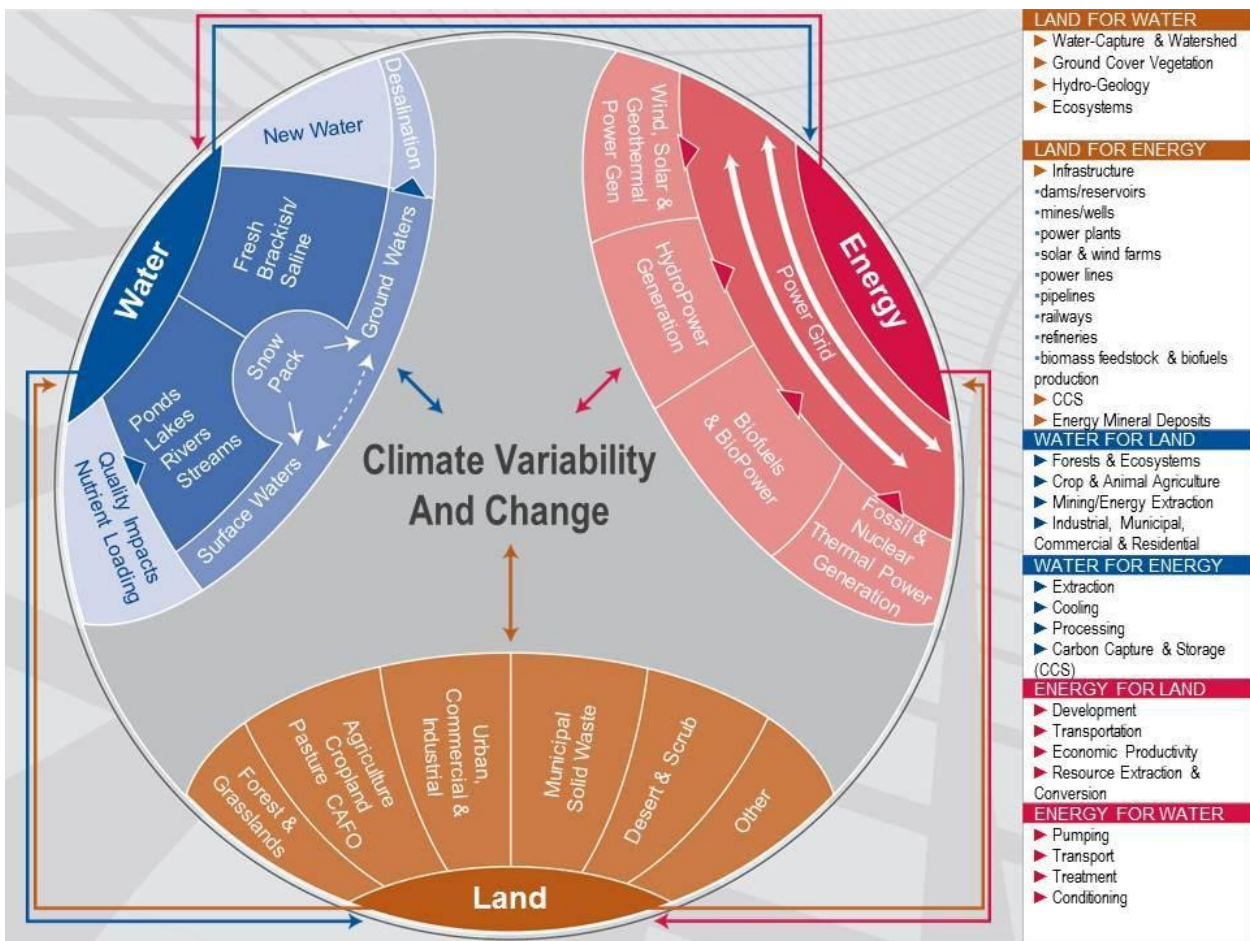 New Water
Desalination
Water
Fresh
Brackish/
Saline
Ground Waters
Snow
Pack
Ponds
Lakes
Rivers
Streams
Surface Waters
Quality Impacts
Nutrient Loading
Wind, Solar &
Geothermal
Power Gen
HydroPower
Generation
Biofuels
& BioPower
Fossil &
Nuclear
Thermal Power
Generation
Power Grid
Energy
Climate Variability
And Change
Forest &
Grasslands
Agriculture
Cropland
Pasture CAFO
Urban,
Commercial &
Industrial
Municipal
Solid Waste
Desert & Scrub
Other
Land
LAND FOR WATER
► Water-Capture & Watershed
► Ground Cover Vegetation
► Hydro-Geology
► Ecosystems
LAND FOR ENERGY
► Infrastructure
▪dams/reservoirs
▪mines/wells
▪power plants
▪solar & wind farms
▪power lines
▪pipelines
▪railways
▪refineries
▪biomass feedstock & biofuels
production
► CCS
► Energy Mineral Deposits
WATER FOR LAND
► Forests & Ecosystems
► Crop & Animal Agriculture
► Mining/Energy Extraction
► Industrial, Municipal,
Commercial & Residential
WATER FOR ENERGY
► Extraction
► Cooling
► Processing
► Carbon Capture & Storage
(CCS)
ENERGY FOR LAND
► Development
► Transportation
► Economic Productivity
► Resource Extraction &
Conversion
ENERGY FOR WATER
► Pumping
► Transport
► Treatment
► Conditioning